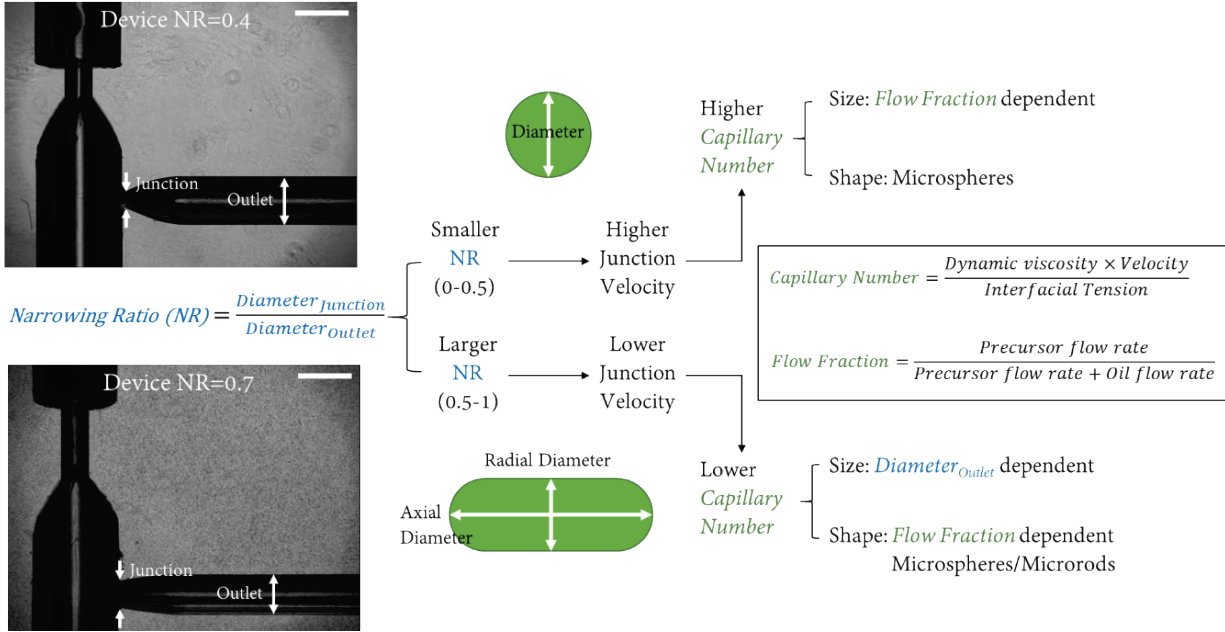 Device NR=0.4
Junction
Outlet
Narrowing Ratio (NR) = Diameter_Junction / Diameter_Outlet
Device NR=0.7
Junction
Outlet
Diameter
Smaller
NR
(0-0.5)
Higher
Junction
Velocity
Larger
NR
(0.5-1)
Lower
Junction
Velocity
Radial Diameter
Axial
Diameter
Higher
Capillary
Number
Size: Flow Fraction dependent
Shape: Microspheres
Capillary Number = Dynamic viscosity × Velocity / Interfacial Tension
Flow Fraction = Precursor flow rate / Precursor flow rate + Oil flow rate
Lower
Capillary
Number
Size: Diameter_Outlet dependent
Shape: Flow Fraction dependent
Microspheres/Microrods